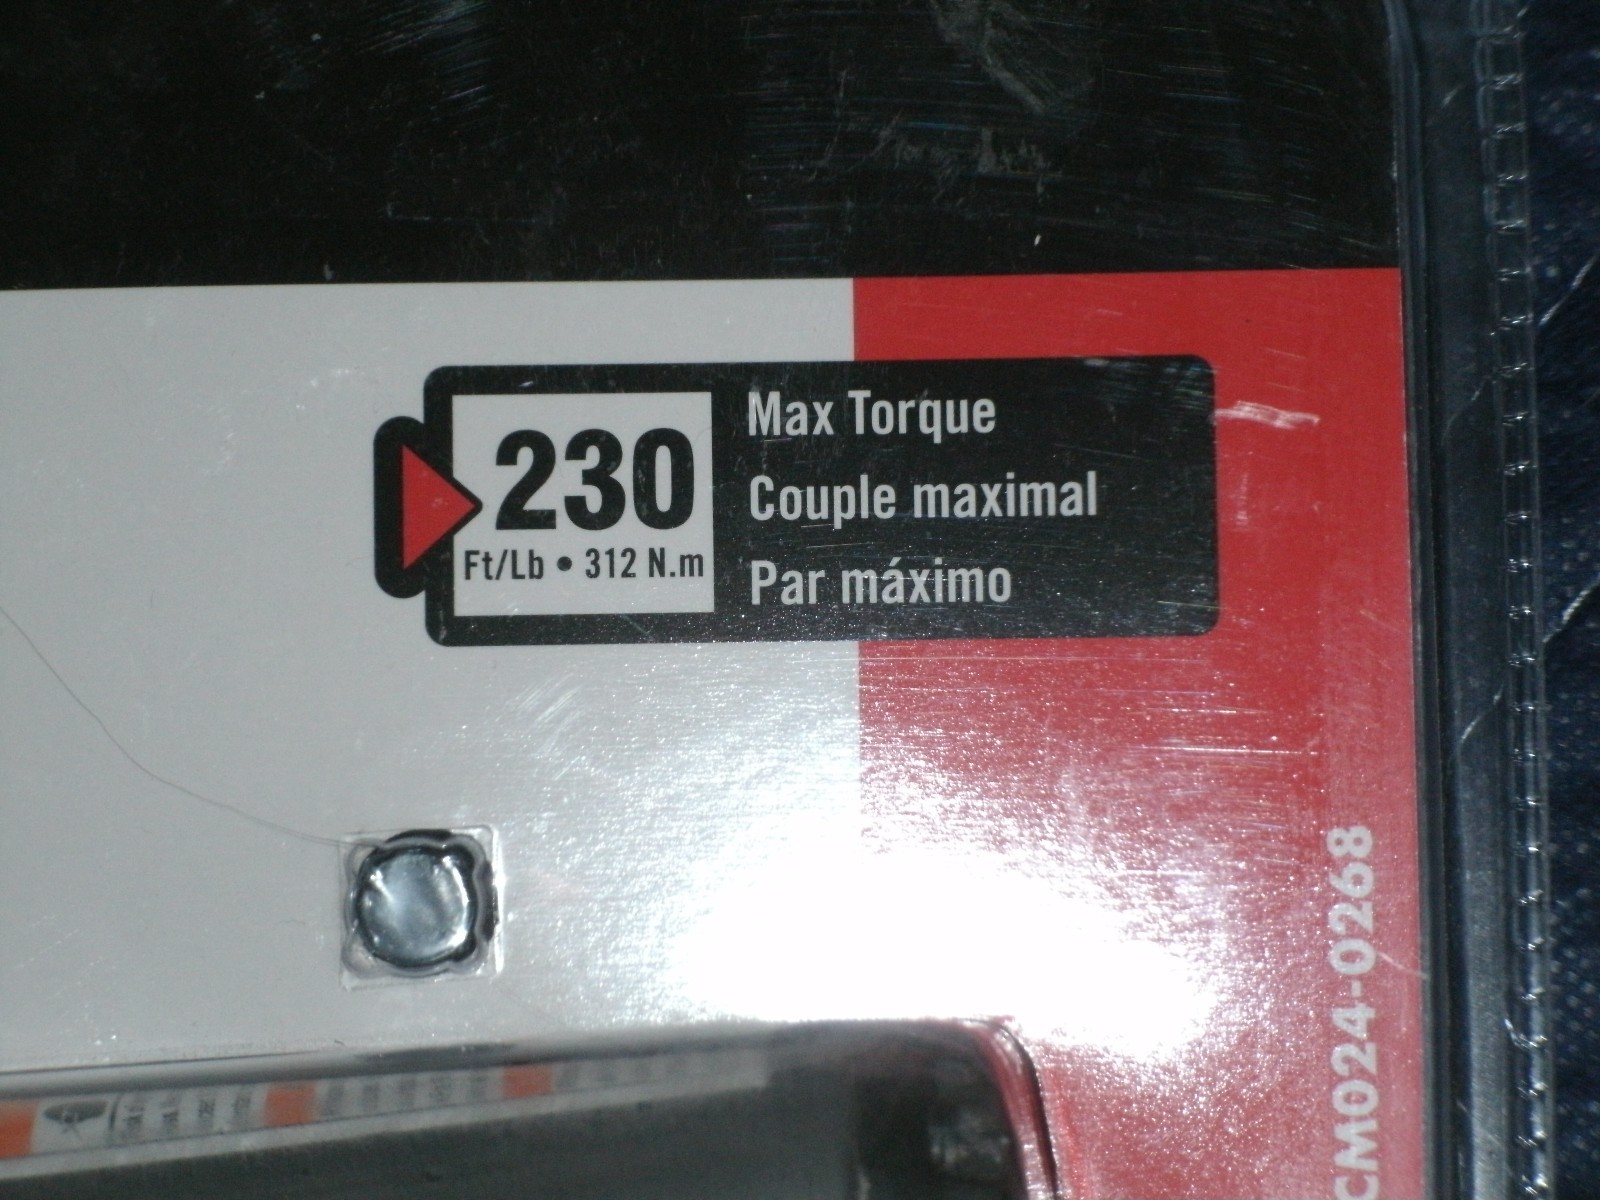 Max Torque
230
Couple maximal
Ft/Lb • 312 N.m
Par máximo
CM024-0268